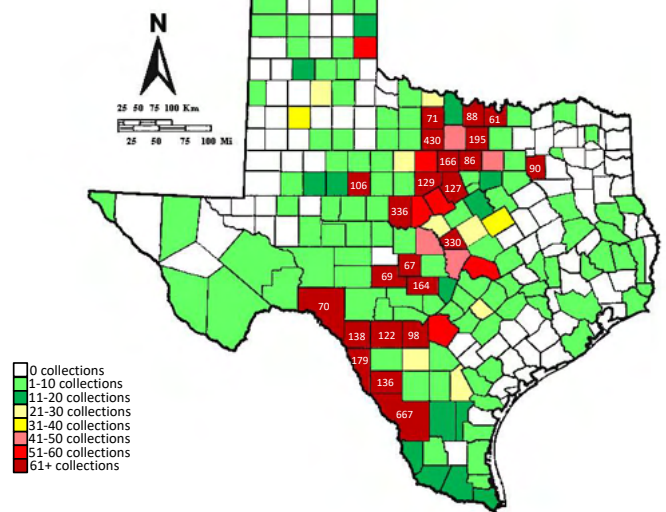 N
25 50 75 100 Km
25 50 100 Mi
71
88
61
430
195
166
86
90
106
129
127
336
330
67
69
164
70
138
122
98
179
136
667
0 collections
1-10 collections
11-20 collections
21-30 collections
31-40 collections
41-50 collections
51-60 collections
61+ collections